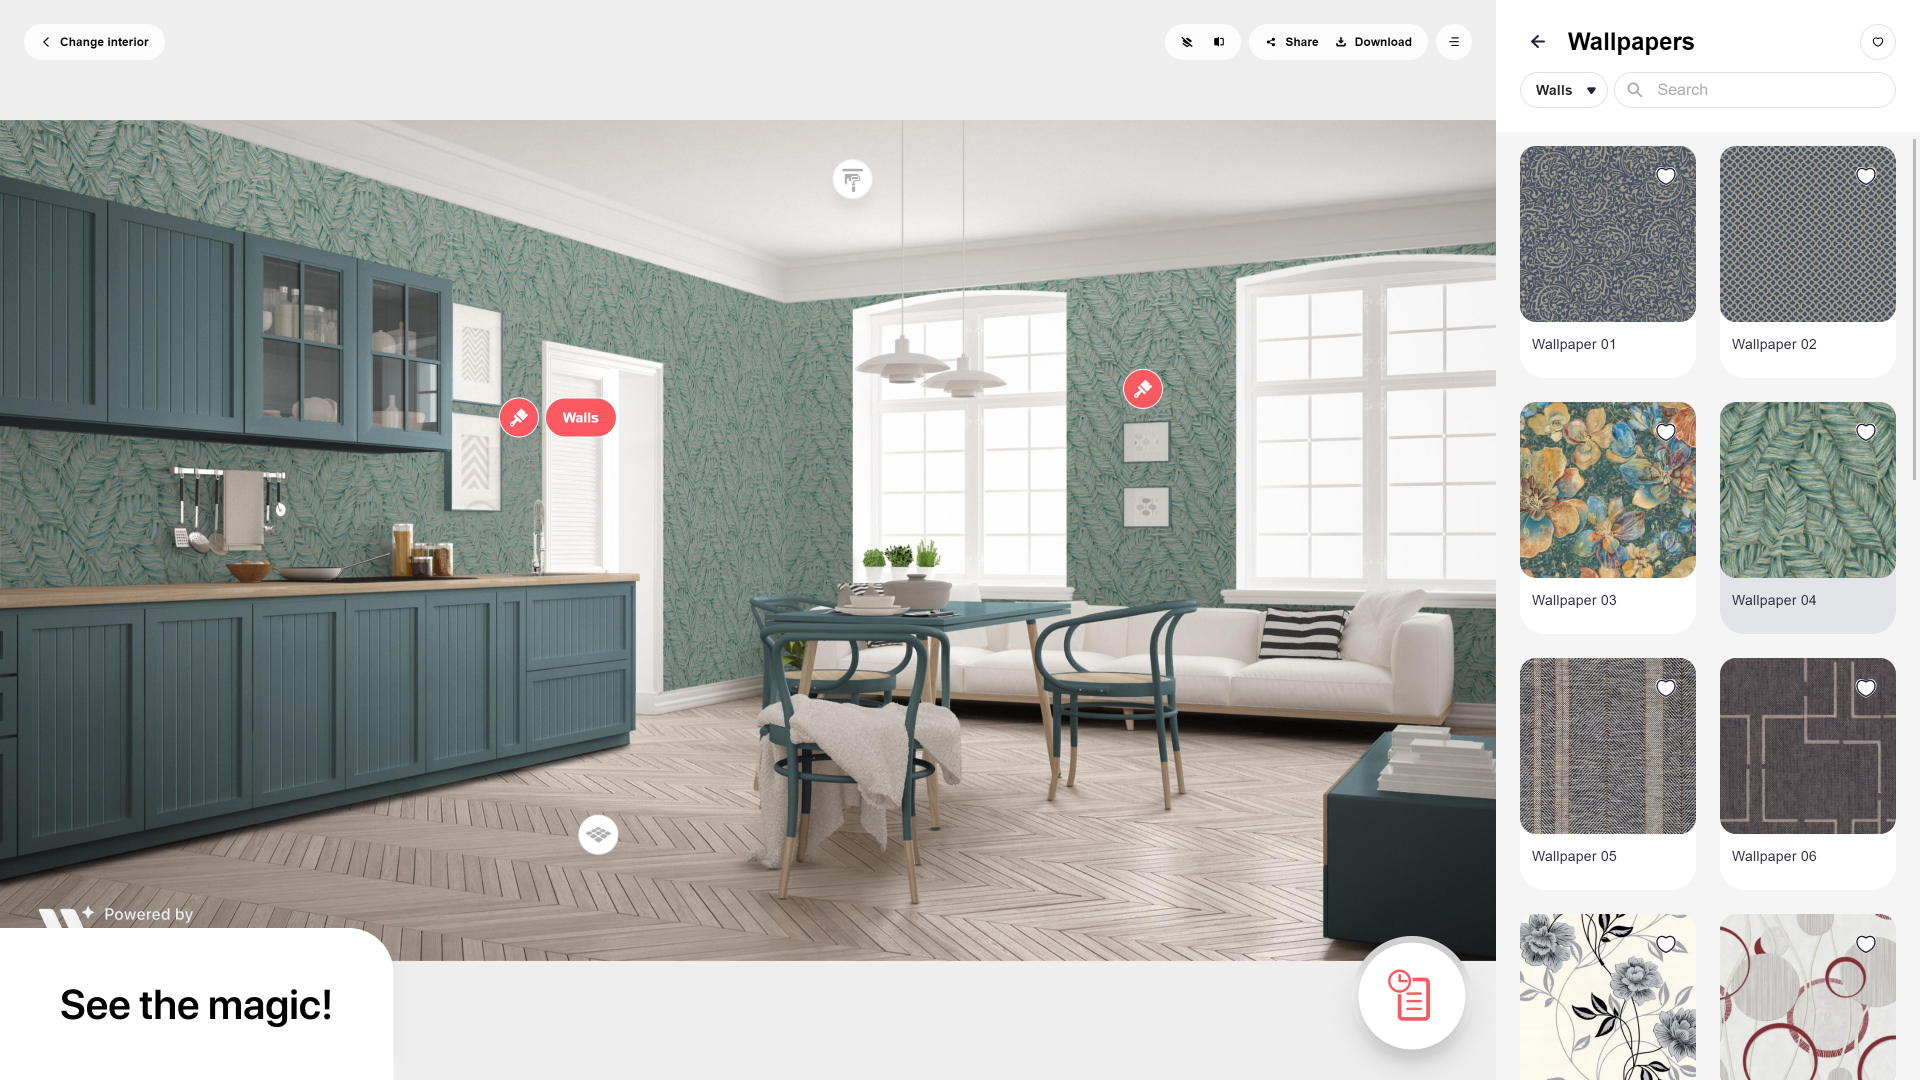 Change interior
Share
Download
Wallpapers
Walls
Search
Walls
Wallpaper 01
Wallpaper 02
Wallpaper 03
Wallpaper 04
Wallpaper 05
Wallpaper 06
Powered by
See the magic!